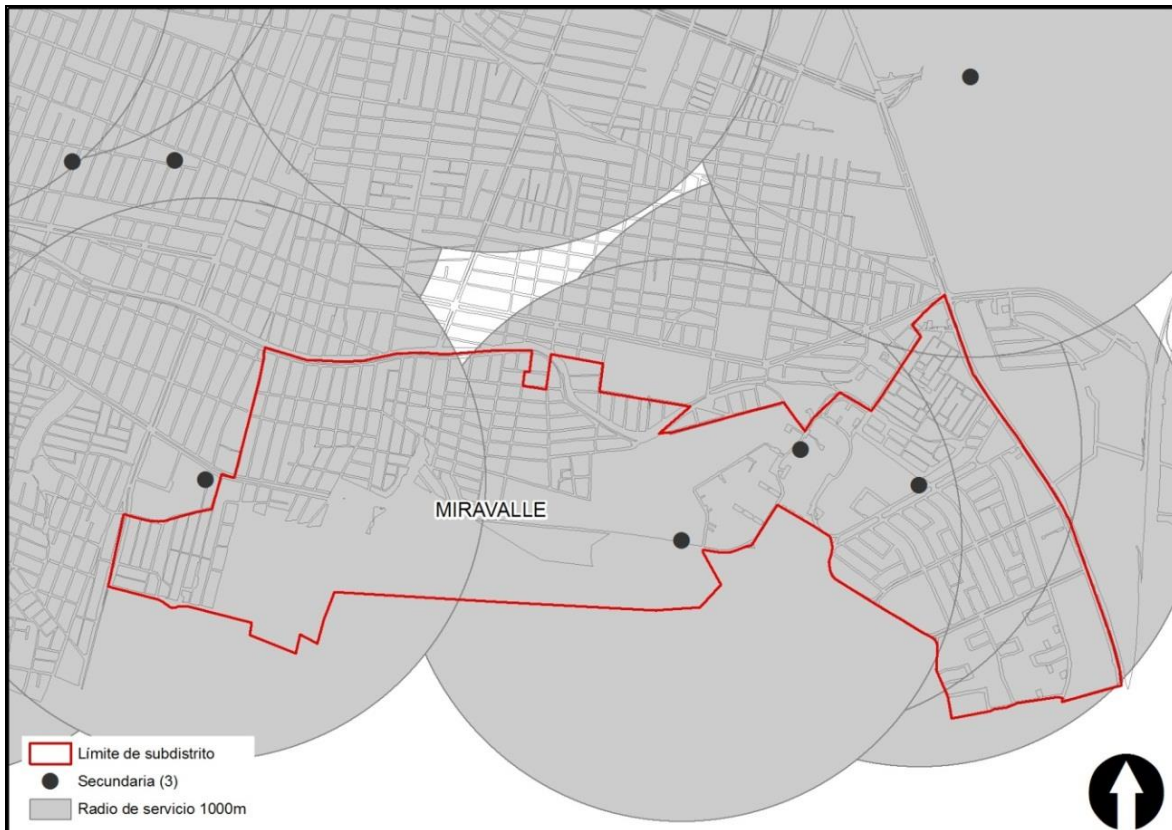 MIRAVALLE
Límite de subdistrito
Secundaria (3)
Radio de servicio 1000m